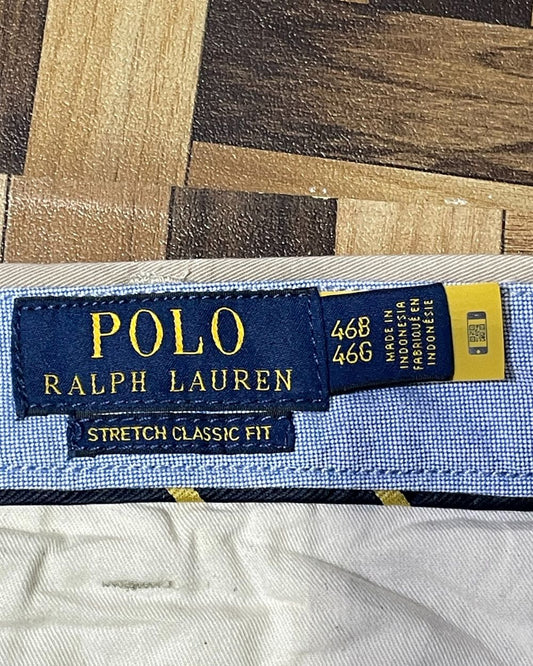 POLO
RALPH LAUREN
STRETCH CLASSIC FIT
46B
46G
MADE IN
INDONESIA
FABRIQUÉ EN
INDONÉSIE